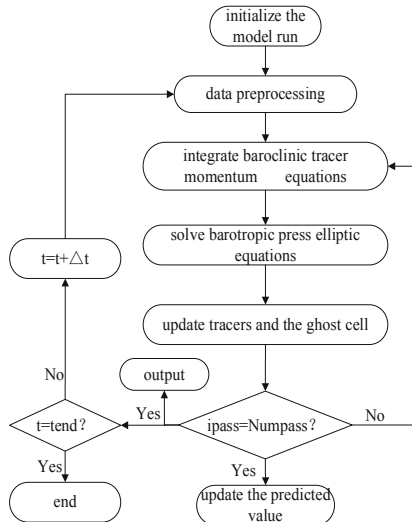 initialize the
model run
data preprocessing
integrate baroclinic tracer
momentum equations
solve barotropic press elliptic
equations
t=t+△t
update tracers and the ghost cell
No
output
Yes
t=tend?
ipass=Numpass?
No
Yes
Yes
end
update the predicted
value